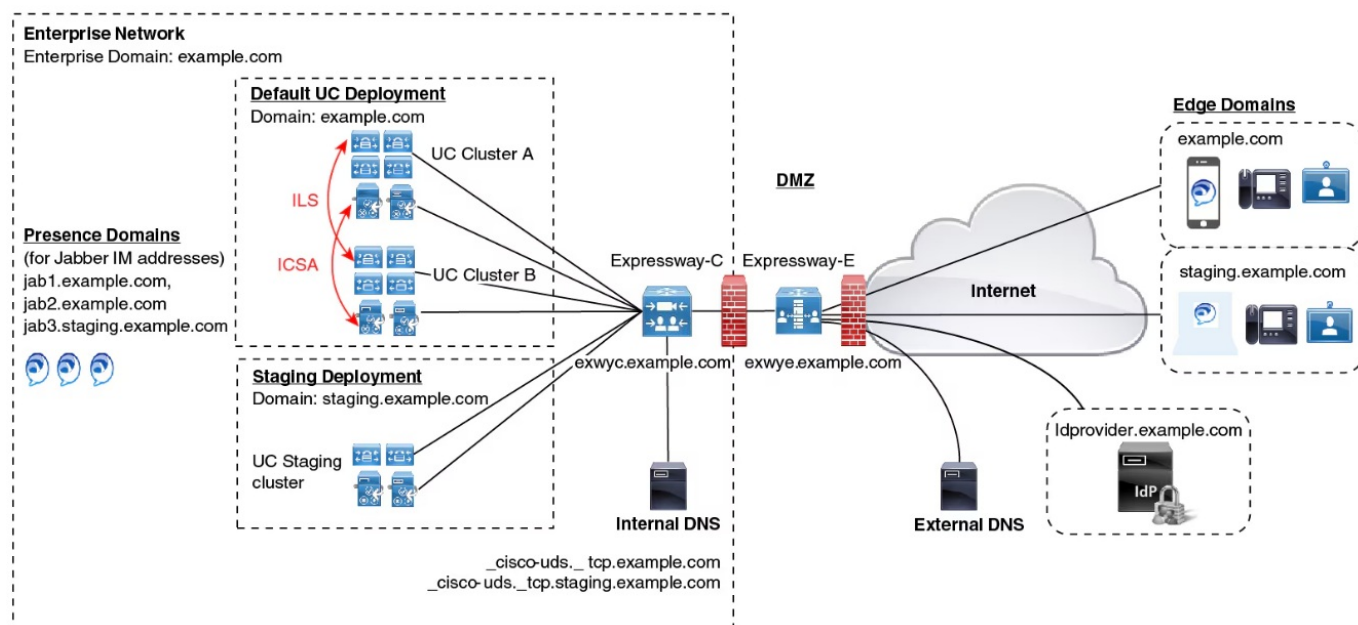 Enterprise Network
Enterprise Domain: example.com
Default UC Deployment
Domain: example.com
UC Cluster A
ILS
ICSA
UC Cluster B
Presence Domains
(for Jabber IM addresses)
jab1.example.com,
jab2.example.com
jab3.staging.example.com
Staging Deployment
Domain: staging.example.com
UC Staging
cluster
Expressway-C
exwyc.example.com
Internal DNS
_cisco-uds._ tcp.example.com
_cisco-uds._tcp.staging.example.com
DMZ
Expressway-E
exwye.example.com
Internet
External DNS
Edge Domains
example.com
staging.example.com
Idprovider.example.com
IdP